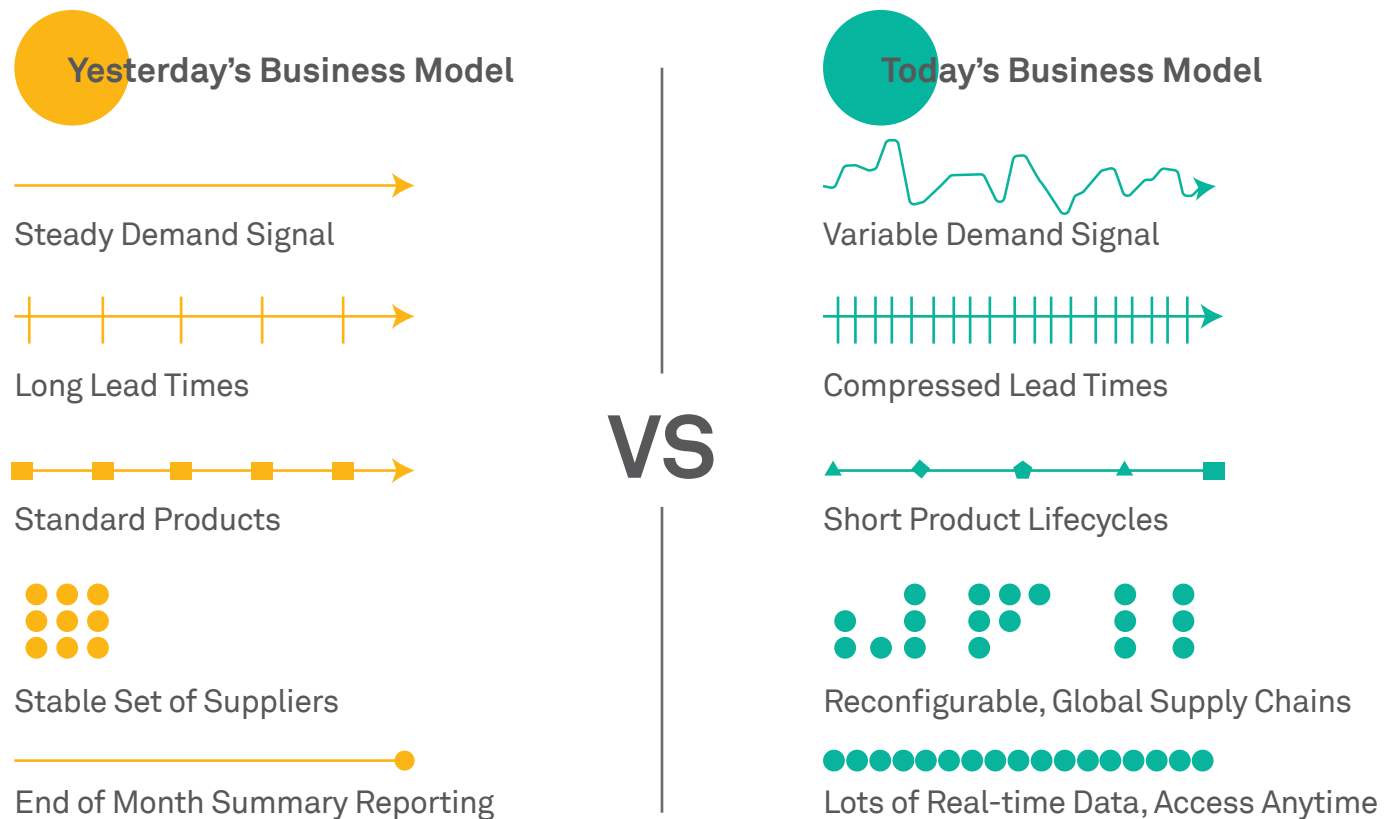 Yesterday’s Business Model
Steady Demand Signal
Long Lead Times
Standard Products
Stable Set of Suppliers
End of Month Summary Reporting
VS
Today’s Business Model
Variable Demand Signal
Compressed Lead Times
Short Product Lifecycles
Reconfigurable, Global Supply Chains
Lots of Real-time Data, Access Anytime